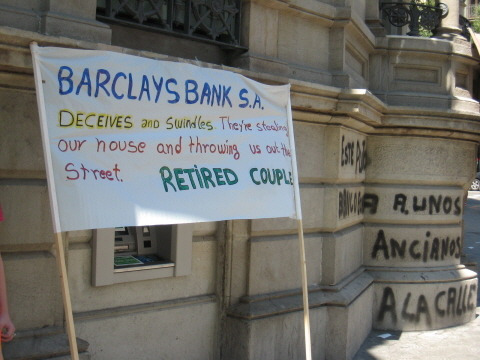 BARCLAYS BANK S.A.
DECEIVES and SWINDLES. They're stealing
our house and throwing us out the
Street. RETIRED COUPLE
ESTE
A UNOS
ANCIANOS
A LA CALLE